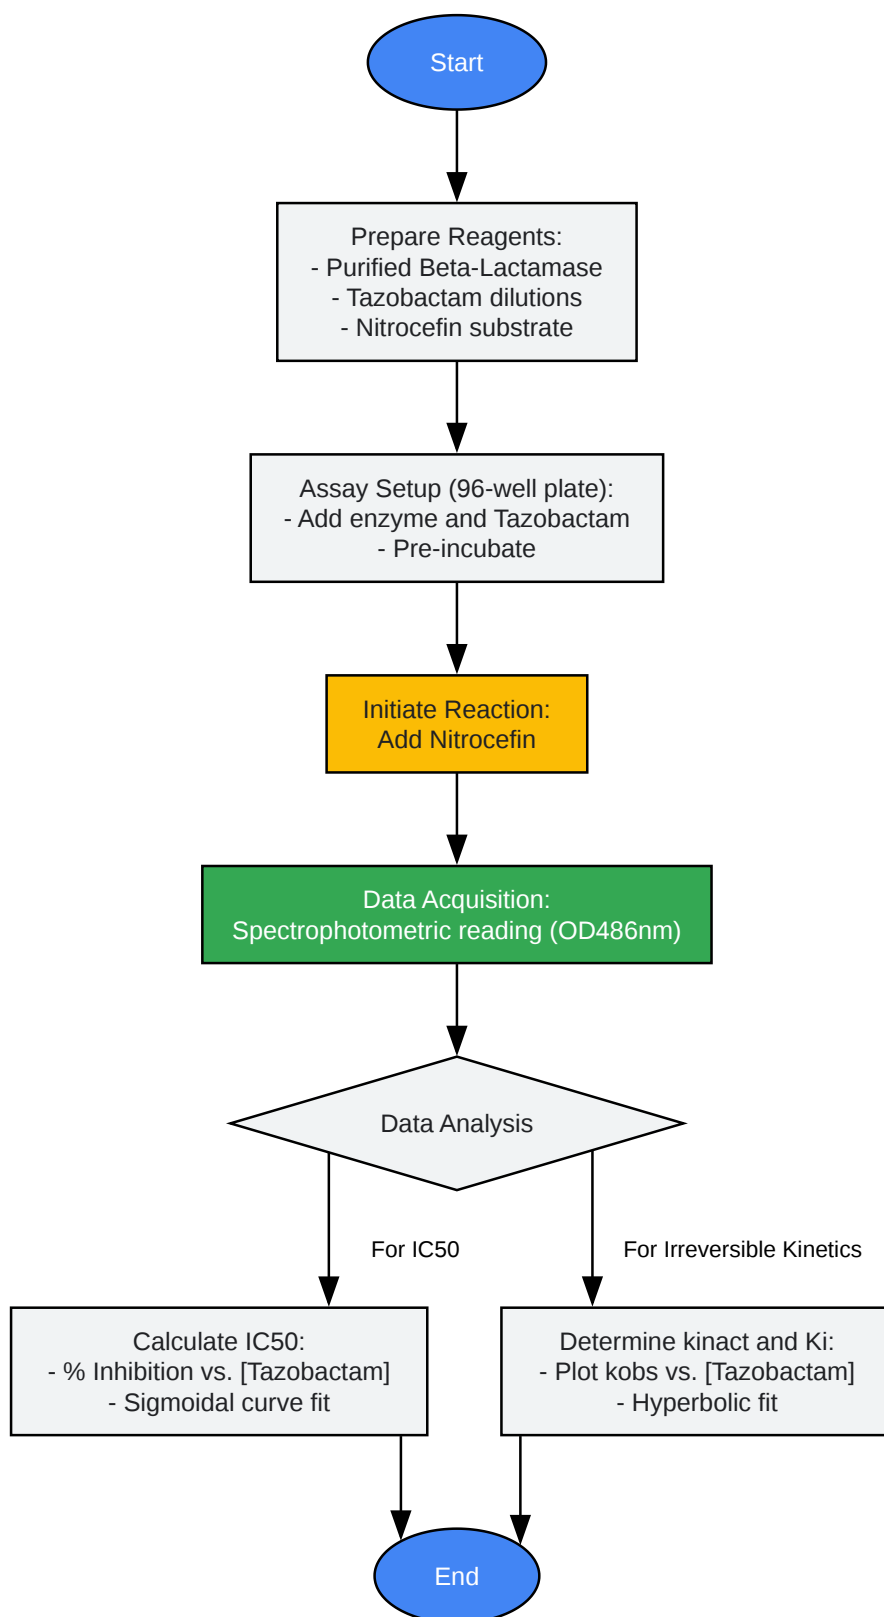 Start
Prepare Reagents:
- Purified Beta-Lactamase
- Tazobactam dilutions
- Nitrocefin substrate
Assay Setup (96-well plate):
- Add enzyme and Tazobactam
- Pre-incubate
Initiate Reaction:
Add Nitrocefin
Data Acquisition:
Spectrophotometric reading (OD486nm)
Data Analysis
For IC50
For Irreversible Kinetics
Calculate IC50:
- % Inhibition vs. [Tazobactam]
- Sigmoidal curve fit
Determine kinact and Ki:
- Plot kobs vs. [Tazobactam]
- Hyperbolic fit
End